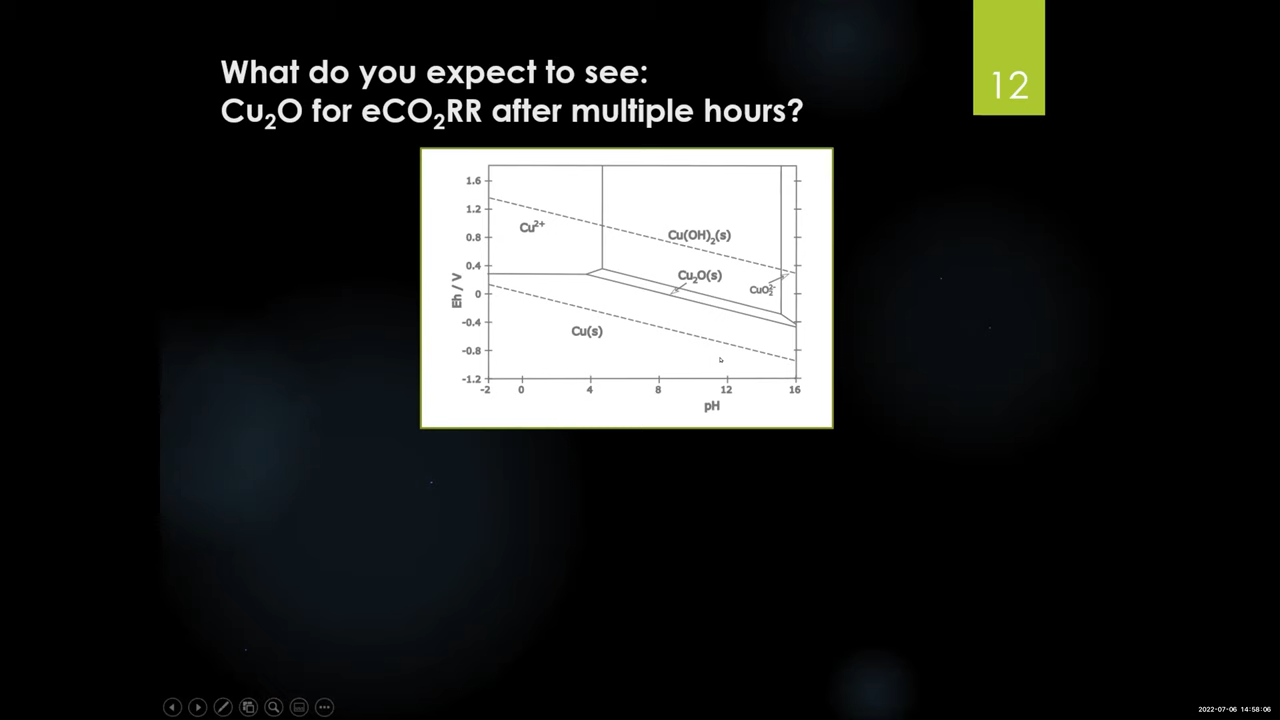 What do you expect to see:
Cu₂O for eCO₂RR after multiple hours?
12
1.6
1.2
0.8
0.4
0
-0.4
-0.8
-1.2
Eh / V
Cu²⁺
Cu(OH)₂(s)
Cu₂O(s)
CuO₂²⁻
Cu(s)
-2
0
4
8
12
16
pH
2022-07-06 14:58:06